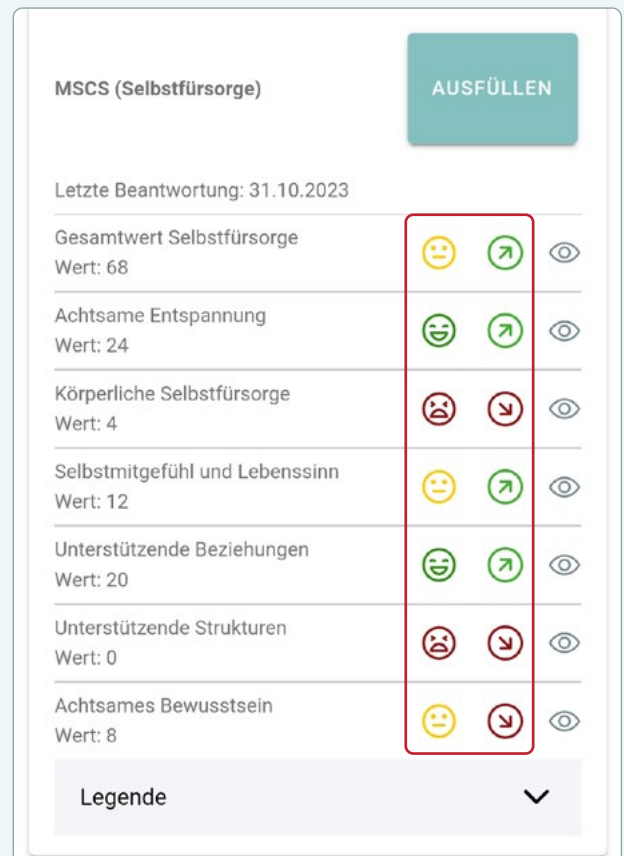 MSCS (Selbstfürsorge)
AUSFÜLLEN
Letzte Beantwortung: 31.10.2023
Gesamtwert Selbstfürsorge
Wert: 68
Achtsame Entspannung
Wert: 24
Körperliche Selbstfürsorge
Wert: 4
Selbstmitgefühl und Lebenssinn
Wert: 12
Unterstützende Beziehungen
Wert: 20
Unterstützende Strukturen
Wert: 0
Achtsames Bewusstsein
Wert: 8
Legende